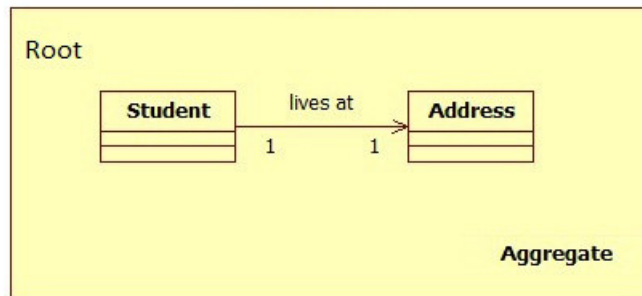 Root
Student
lives at
Address
1
1
Aggregate